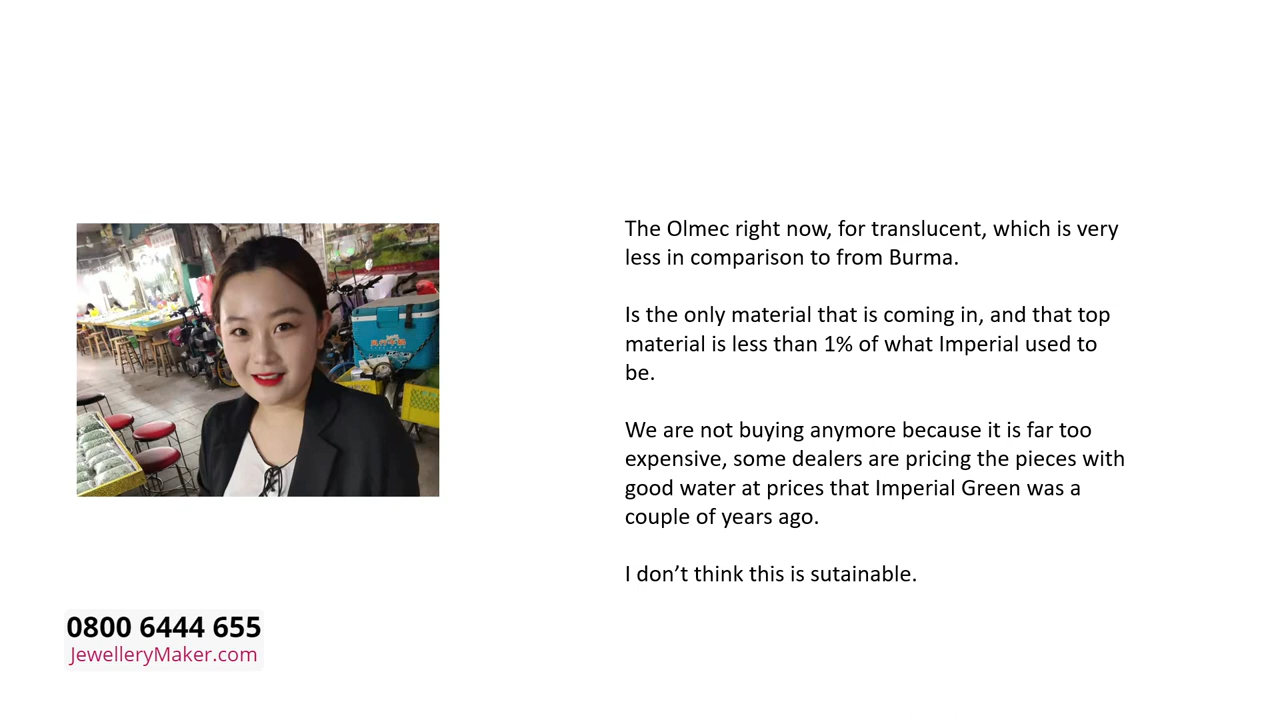 The Olmec right now, for translucent, which is very
less in comparison to from Burma.
Is the only material that is coming in, and that top
material is less than 1% of what Imperial used to
be.
We are not buying anymore because it is far too
expensive, some dealers are pricing the pieces with
good water at prices that Imperial Green was a
couple of years ago.
I don’t think this is sutainable.
0800 6444 655
JewelleryMaker.com